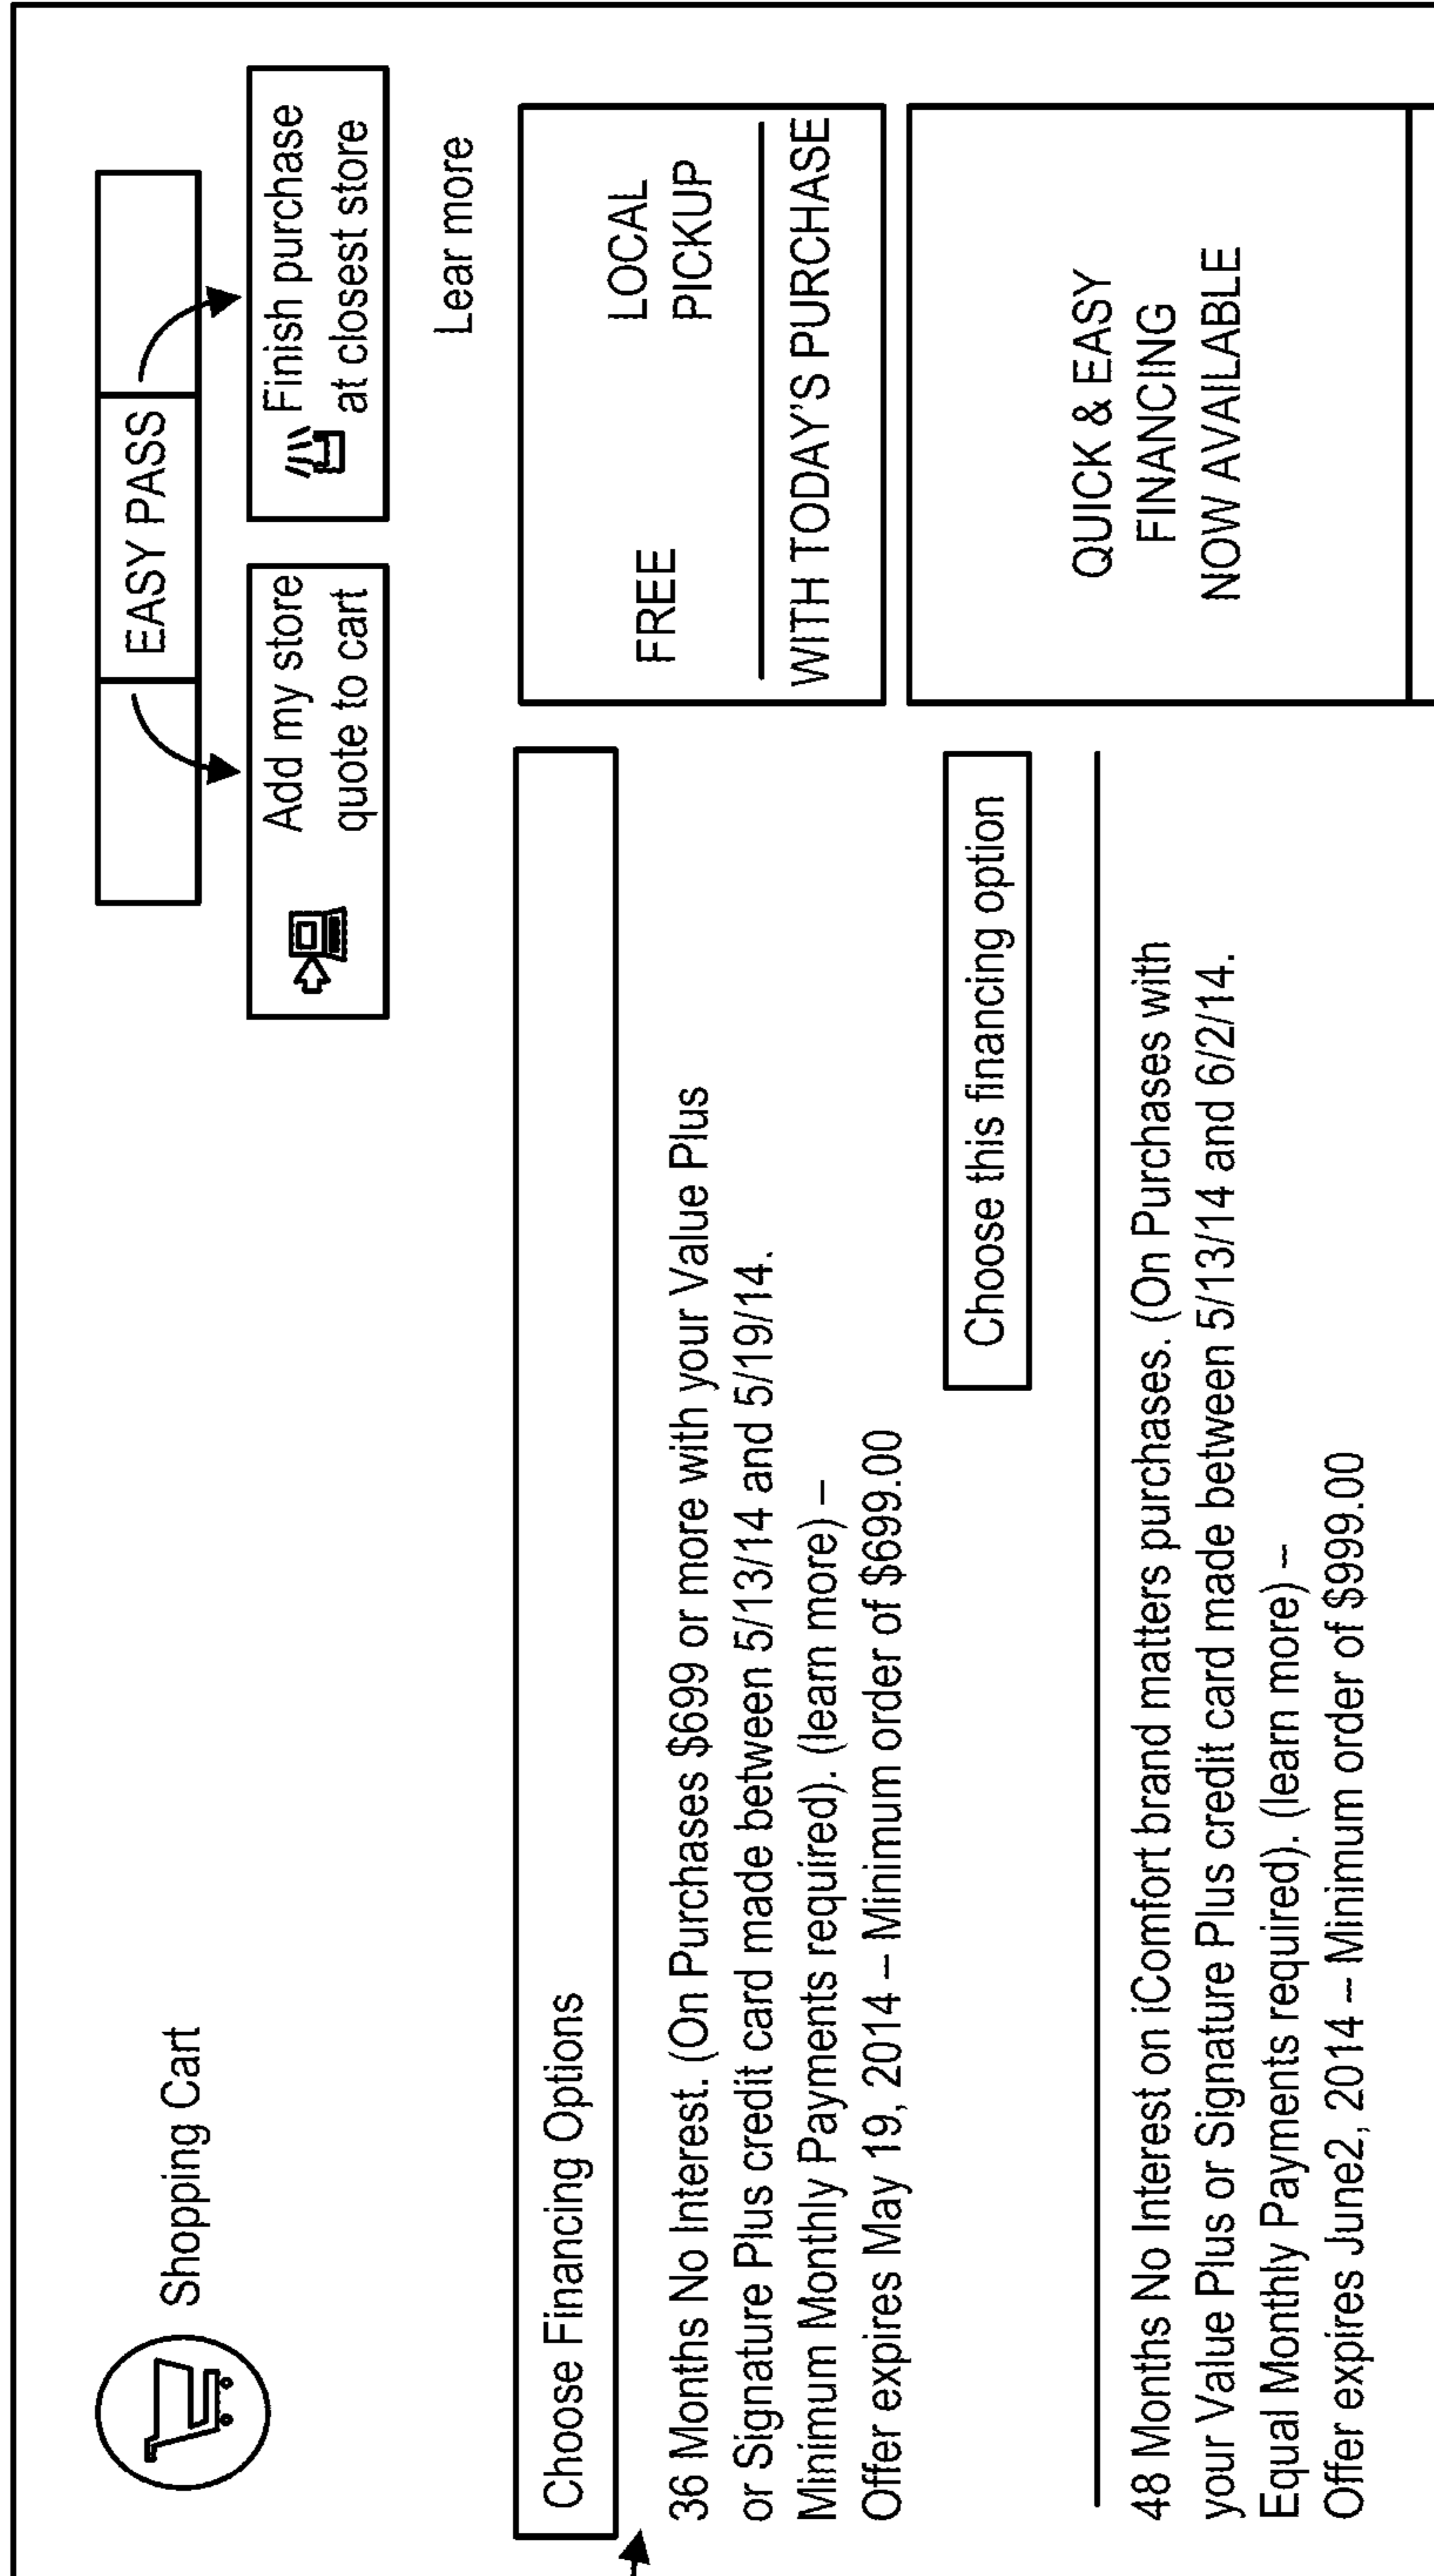 Shopping Cart
EASY PASS
Add my store
quote to cart
Finish purchase
at closest store
Lear more
Choose Financing Options
36 Months No Interest. (On Purchases $699 or more with your Value Plus
or Signature Plus credit card made between 5/13/14 and 5/19/14.
Minimum Monthly Payments required). (learn more) –
Offer expires May 19, 2014 – Minimum order of $699.00
Choose this financing option
48 Months No Interest on iComfort brand matters purchases. (On Purchases with
your Value Plus or Signature Plus credit card made between 5/13/14 and 6/2/14.
Equal Monthly Payments required). (learn more) –
Offer expires June2, 2014 – Minimum order of $999.00
FREE
LOCAL
PICKUP
WITH TODAY'S PURCHASE
QUICK & EASY
FINANCING
NOW AVAILABLE